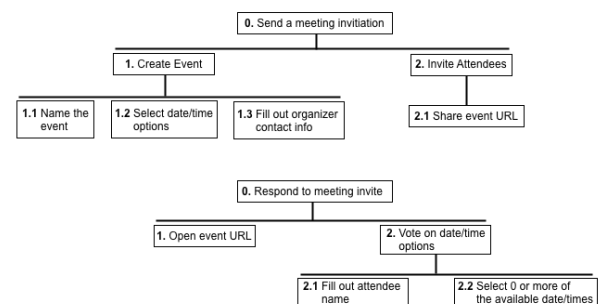 0. Send a meeting invitiation
1. Create Event
2. Invite Attendees
1.1 Name the
event
1.2 Select date/time
options
1.3 Fill out organizer
contact info
2.1 Share event URL
0. Respond to meeting invite
1. Open event URL
2. Vote on date/time
options
2.1 Fill out attendee
name
2.2 Select 0 or more of
the available date/times